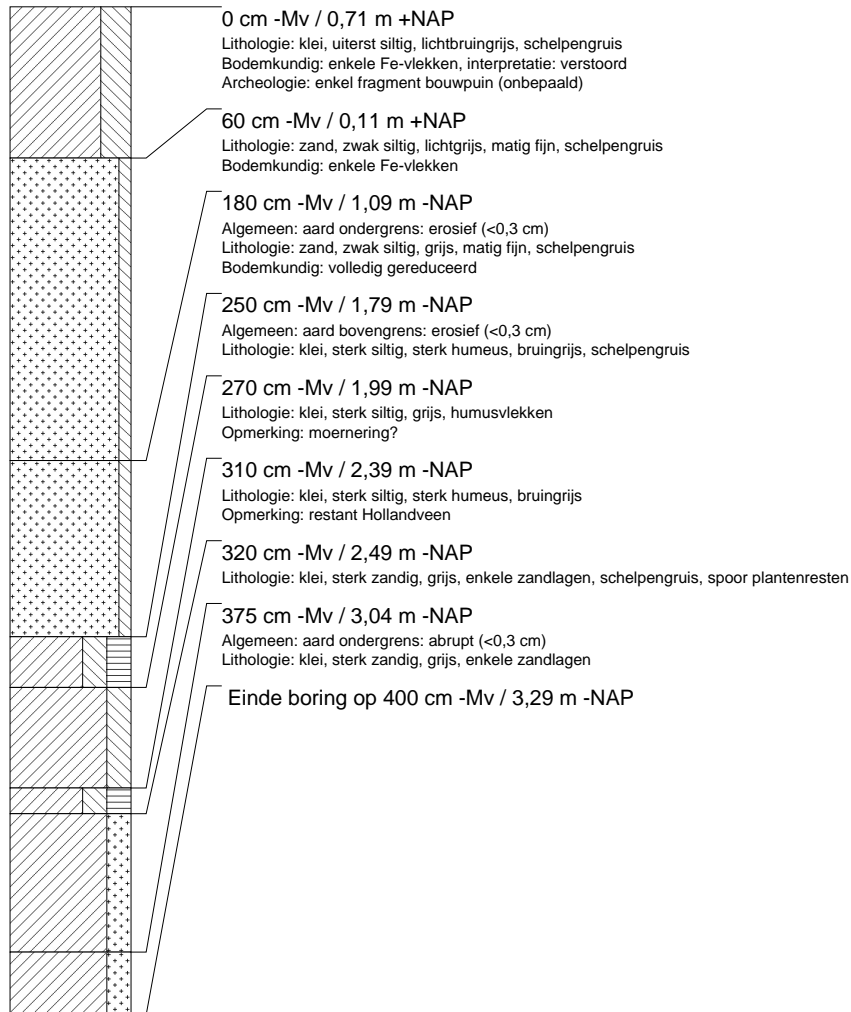 0 cm -Mv / 0,71 m +NAP
Lithologie: klei, uiterst siltig, lichtbruingrijs, schelpengruis
Bodemkundig: enkele Fe-vlekken, interpretatie: verstoord
Archeologie: enkel fragment bouwpuin (onbepaald)
60 cm -Mv / 0,11 m +NAP
Lithologie: zand, zwak siltig, lichtgrijs, matig fijn, schelpengruis
Bodemkundig: enkele Fe-vlekken
180 cm -Mv / 1,09 m -NAP
Algemeen: aard ondergrens: erosief (<0,3 cm)
Lithologie: zand, zwak siltig, grijs, matig fijn, schelpengruis
Bodemkundig: volledig gereduceerd
250 cm -Mv / 1,79 m -NAP
Algemeen: aard bovengrens: erosief (<0,3 cm)
Lithologie: klei, sterk siltig, sterk humeus, bruingrijs, schelpengruis
270 cm -Mv / 1,99 m -NAP
Lithologie: klei, sterk siltig, grijs, humusvlekken
Opmerking: moernering?
310 cm -Mv / 2,39 m -NAP
Lithologie: klei, sterk siltig, sterk humeus, bruingrijs
Opmerking: restant Hollandveen
320 cm -Mv / 2,49 m -NAP
Lithologie: klei, sterk zandig, grijs, enkele zandlagen, schelpengruis, spoor plantenresten
375 cm -Mv / 3,04 m -NAP
Algemeen: aard ondergrens: abrupt (<0,3 cm)
Lithologie: klei, sterk zandig, grijs, enkele zandlagen
Einde boring op 400 cm -Mv / 3,29 m -NAP